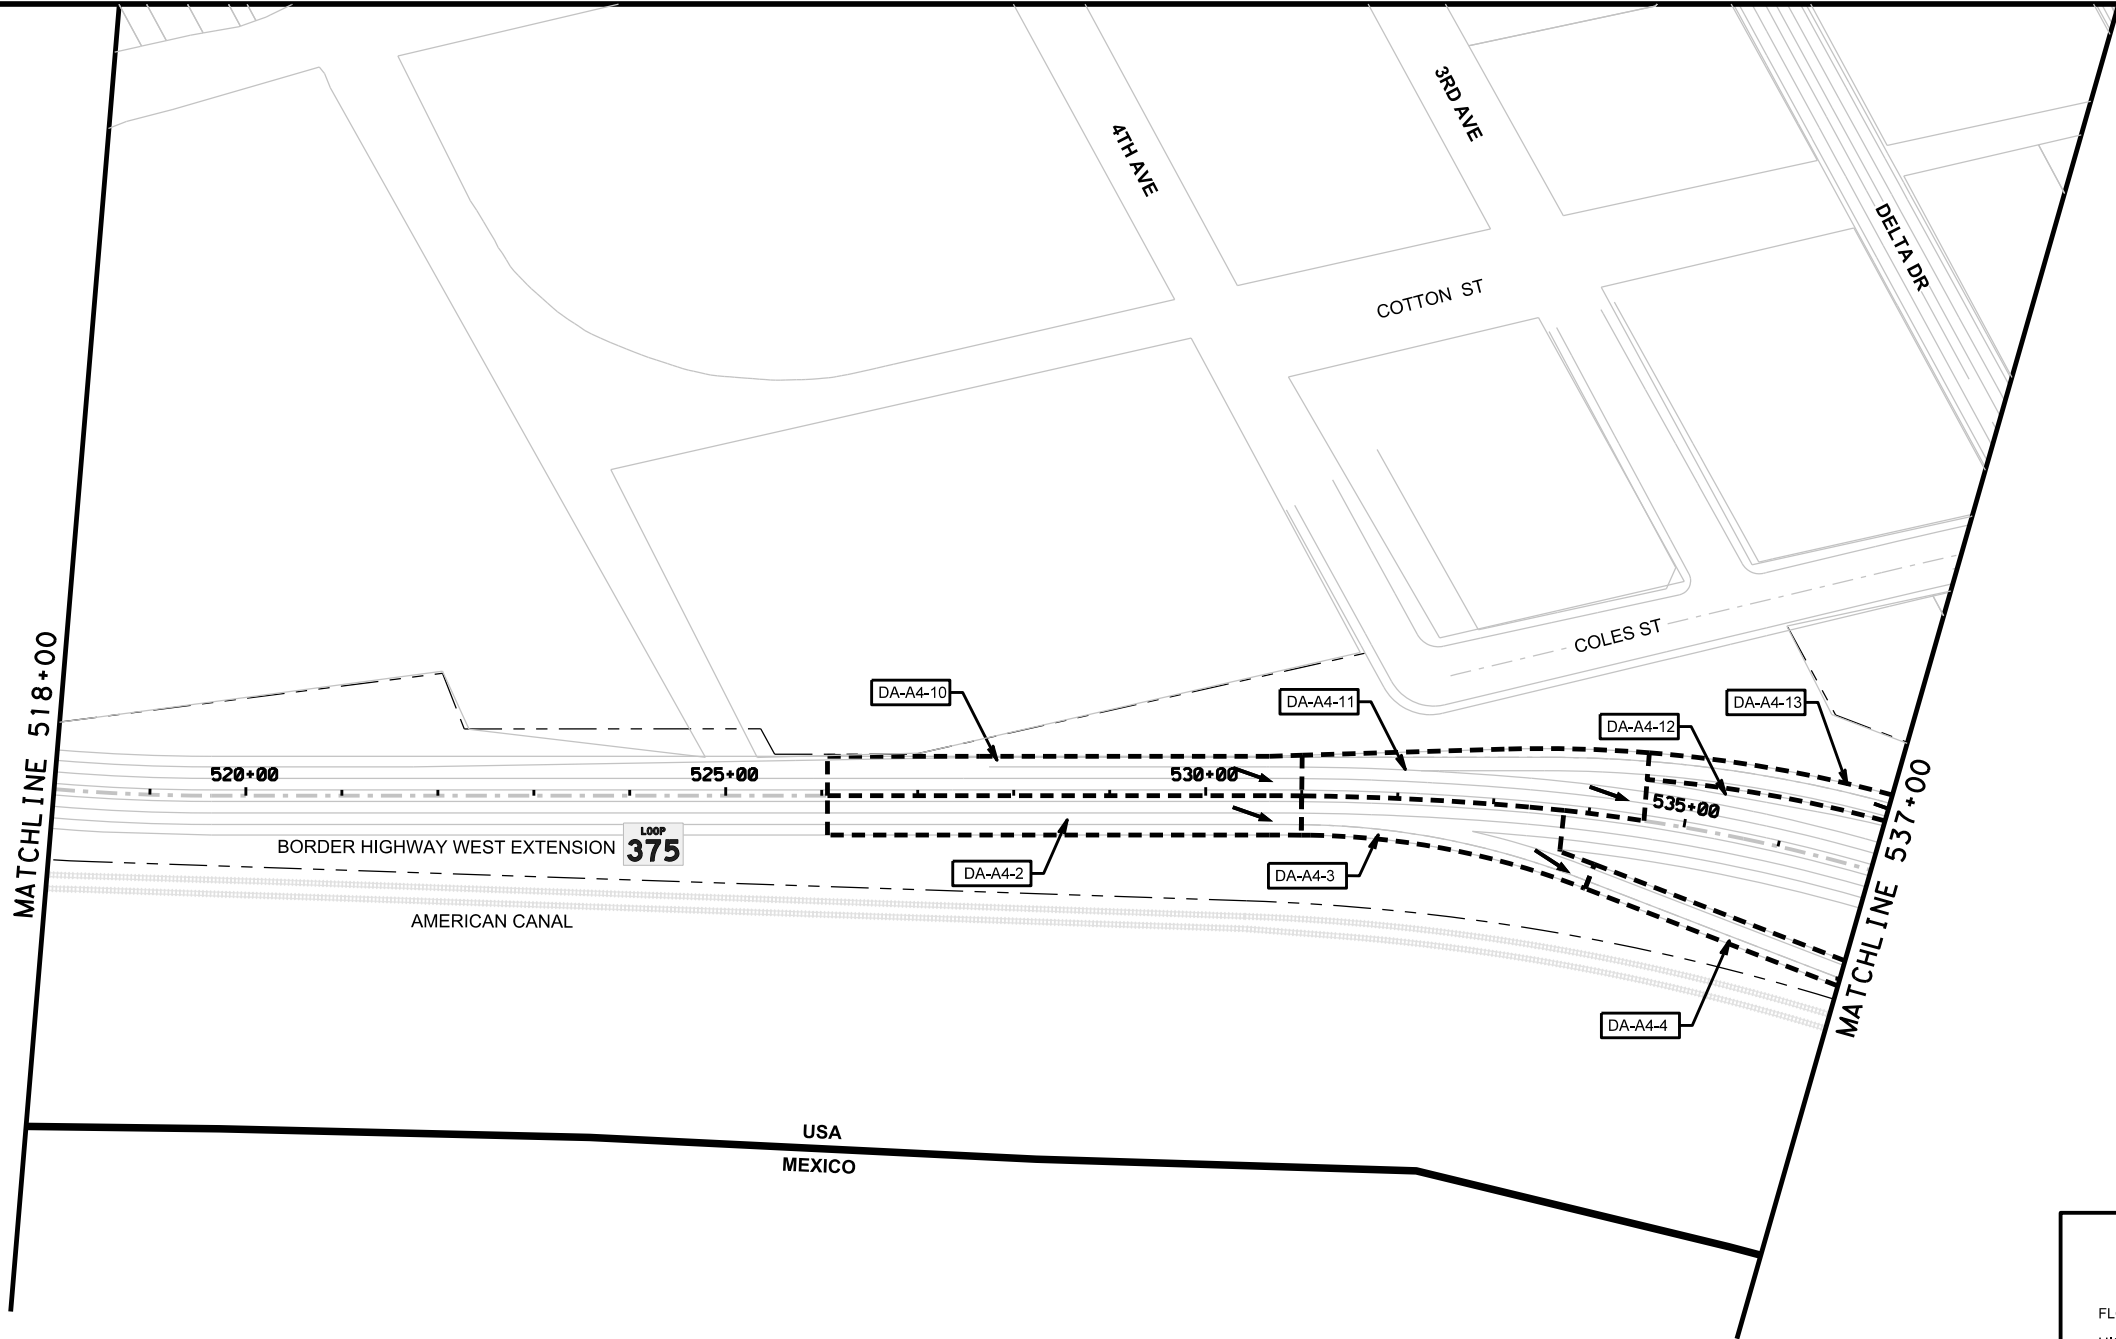 3RD AVE
4TH AVE
DELTA DR
COTTON ST
COLES ST
MATCHLINE 518+00
DA-A4-10
DA-A4-11
DA-A4-12
DA-A4-13
520+00
525+00
530+00
535+00
MATCHLINE 537+00
BORDER HIGHWAY WEST EXTENSION
LOOP
375
DA-A4-2
DA-A4-3
AMERICAN CANAL
DA-A4-4
USA
MEXICO